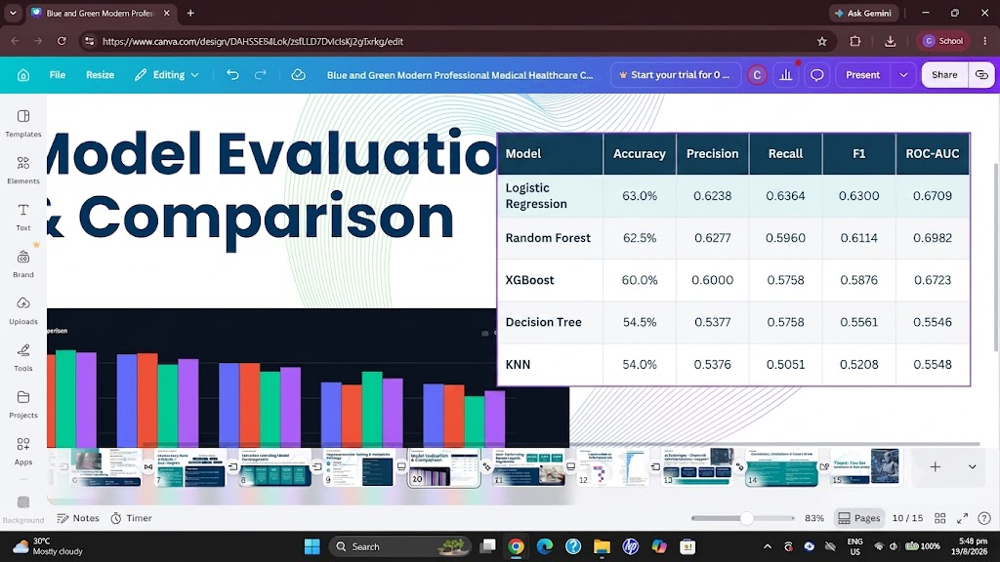 Blue and Green Modern Profes
Ask Gemini
https://www.canva.com/design/DAHSSE64Lok/zsfLLD7DvIcIsKJ2gTxrkg/edit
C School
File
Resize
Editing
Blue and Green Modern Professional Medical Healthcare C...
Start your trial for 0 ...
C
Present
Share
Templates
Elements
Text
Brand
Uploads
Tools
Projects
Apps
Background
Model Evaluatio
& Comparison
Model Accuracy Precision Recall F1 ROC-AUC
Logistic
Regression 63.0% 0.6238 0.6364 0.6300 0.6709
Random Forest 62.5% 0.6277 0.5960 0.6114 0.6982
XGBoost 60.0% 0.6000 0.5758 0.5876 0.6723
Decision Tree 54.5% 0.5377 0.5758 0.5561 0.5546
KNN 54.0% 0.5376 0.5051 0.5208 0.5548
6
7
8
9
Model Evaluation
& Comparison
10
11
12
13
14
15
Notes
Timer
83%
Pages
10 / 15
30°C
Mostly cloudy
Search
ENG
US
100%
5:48 pm
19/8/2026